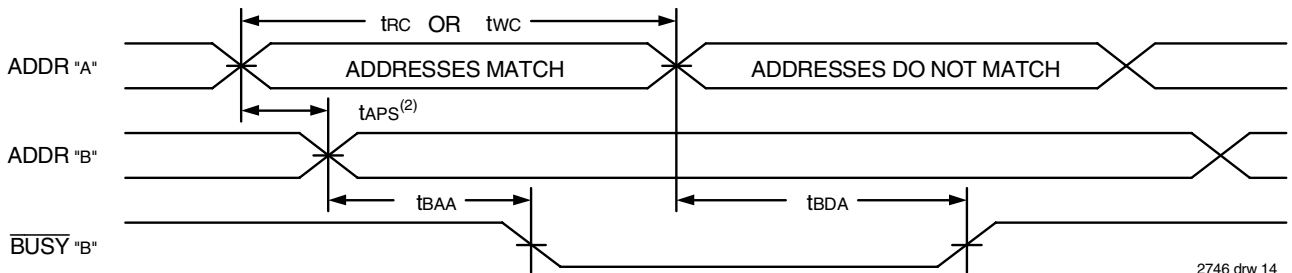 tRC OR tWC
ADDR "A"
ADDRESSES MATCH
ADDRESSES DO NOT MATCH
tAPS(2)
ADDR "B"
tBAA
tBDA
BUSY "B"
2746 drw 14